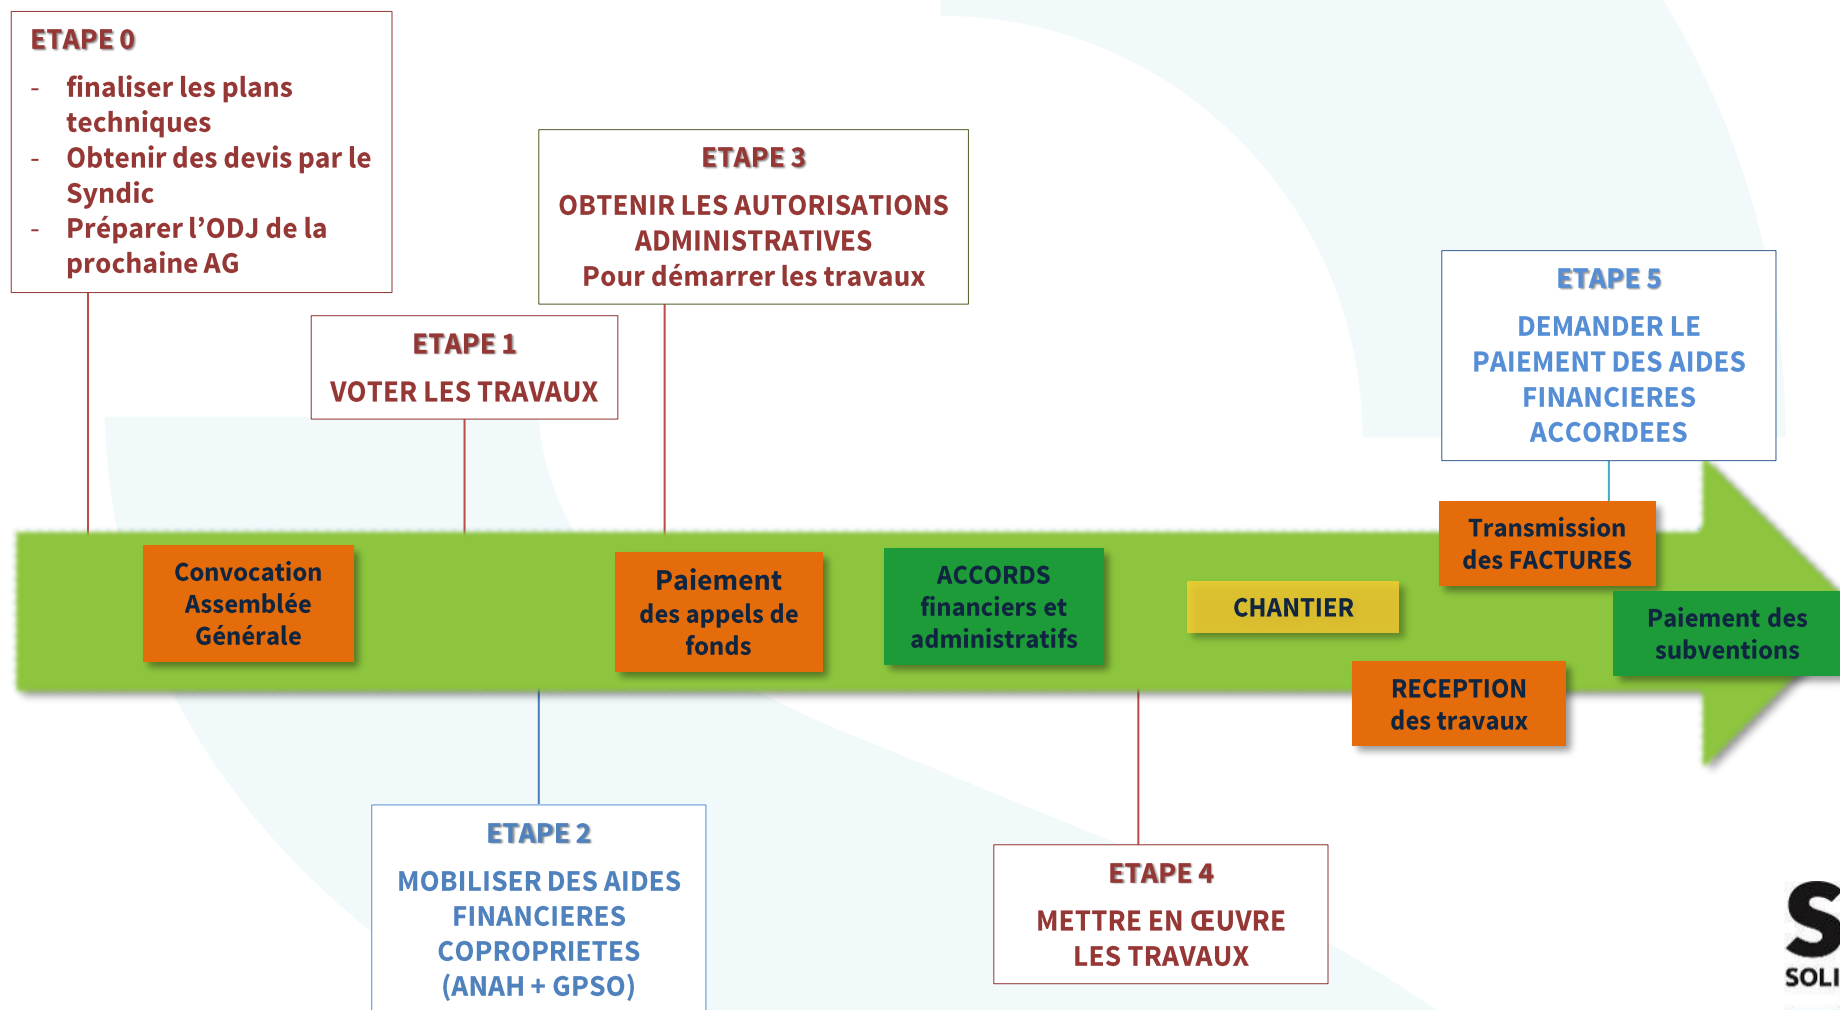 ETAPE 0
- finaliser les plans
techniques
- Obtenir des devis par le
Syndic
- Préparer l’ODJ de la
prochaine AG
ETAPE 1
VOTER LES TRAVAUX
ETAPE 3
OBTENIR LES AUTORISATIONS
ADMINISTRATIVES
Pour démarrer les travaux
ETAPE 5
DEMANDER LE
PAIEMENT DES AIDES
FINANCIERES
ACCORDEES
Convocation
Assemblée
Générale
Paiement
des appels de
fonds
ACCORDS
financiers et
administratifs
CHANTIER
Transmission
des FACTURES
Paiement des
subventions
RECEPTION
des travaux
ETAPE 2
MOBILISER DES AIDES
FINANCIERES
COPROPRIETES
(ANAH + GPSO)
ETAPE 4
METTRE EN ŒUVRE
LES TRAVAUX
S
SOLI